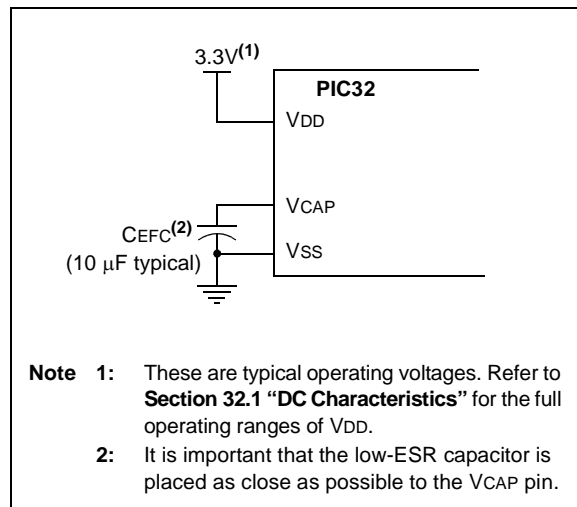 3.3V(1)
PIC32
VDD
VCAP
CEFC(2)
(10 μF typical)
VSS
Note 1: These are typical operating voltages. Refer to
Section 32.1 “DC Characteristics” for the full
operating ranges of VDD.
2: It is important that the low-ESR capacitor is
placed as close as possible to the VCAP pin.